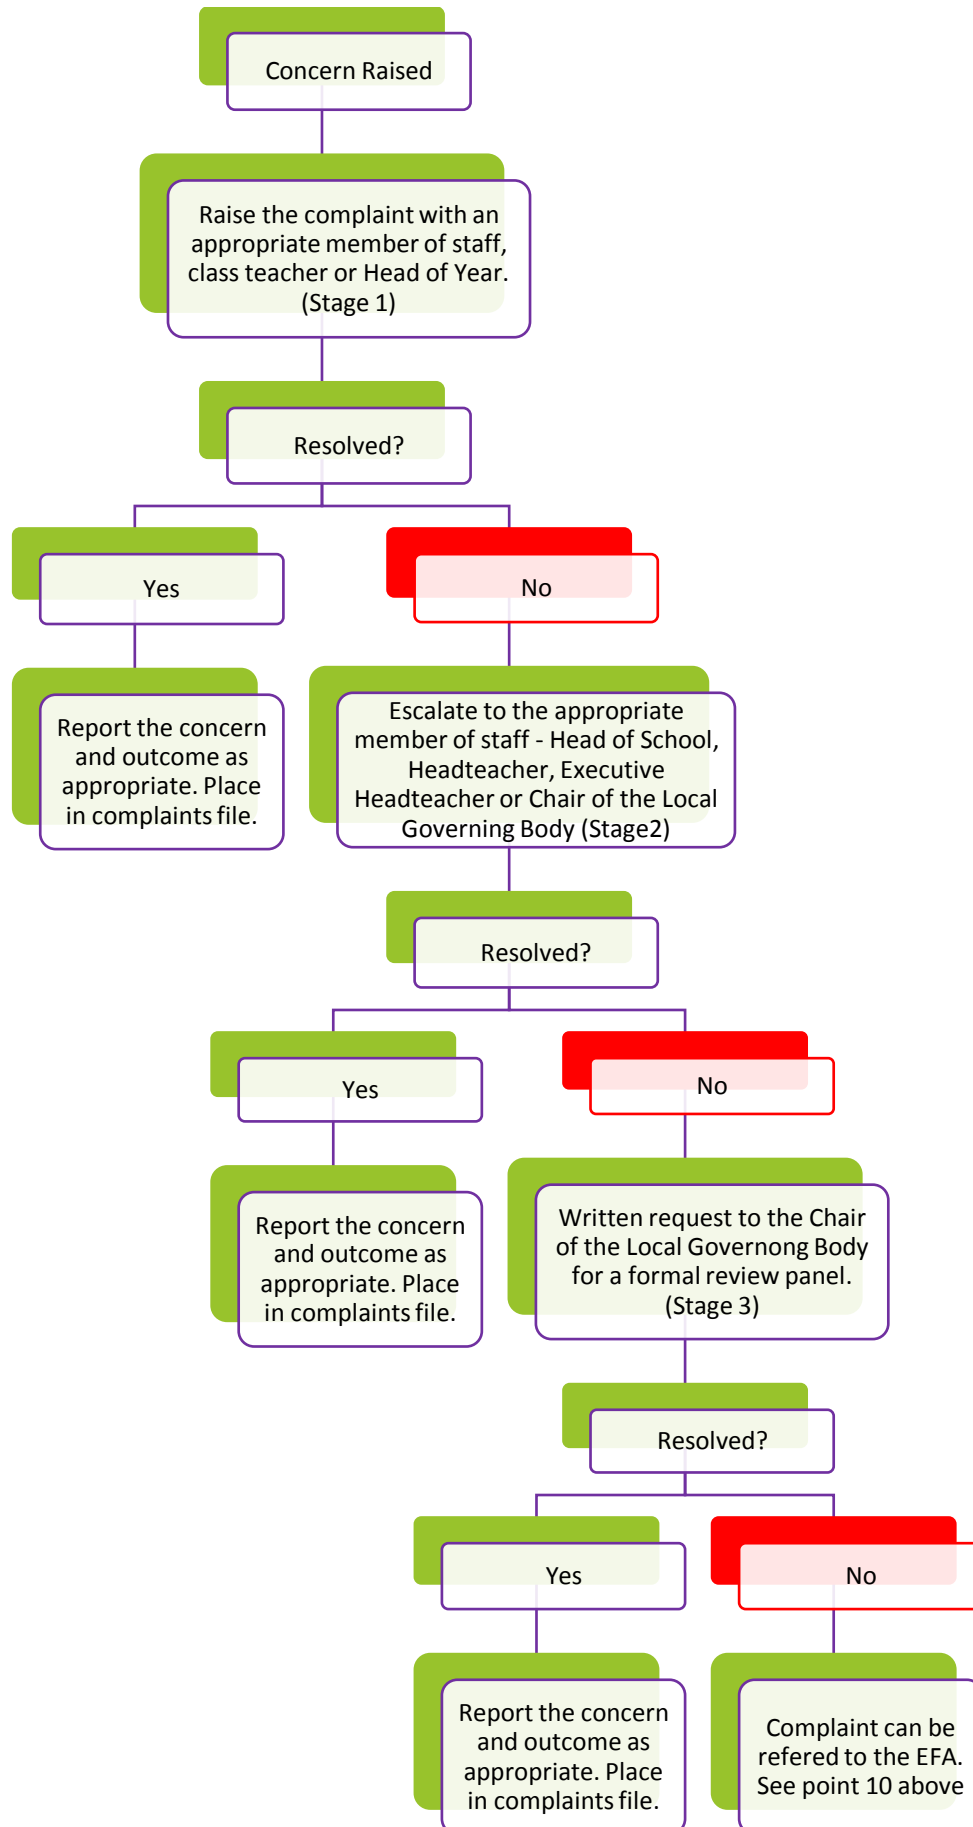 Concern Raised
Raise the complaint with an
appropriate member of staff,
class teacher or Head of Year.
(Stage 1)
Resolved?
Yes
No
Report the concern
and outcome as
appropriate. Place
in complaints file.
Escalate to the appropriate
member of staff - Head of School,
Headteacher, Executive
Headteacher or Chair of the Local
Governing Body (Stage2)
Resolved?
Yes
No
Report the concern
and outcome as
appropriate. Place
in complaints file.
Written request to the Chair
of the Local Governong Body
for a formal review panel.
(Stage 3)
Resolved?
Yes
No
Report the concern
and outcome as
appropriate. Place
in complaints file.
Complaint can be
refered to the EFA.
See point 10 above